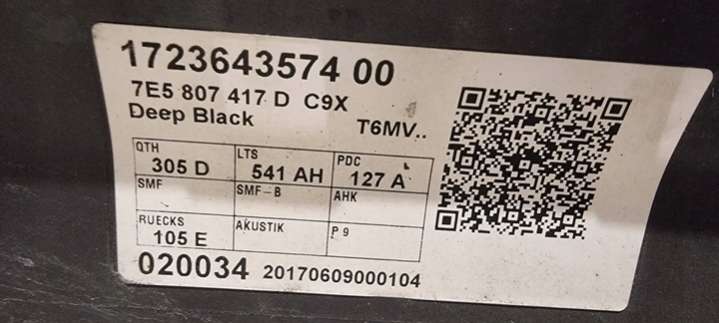 1723643574 00
7E5 807 417 D C9X
Deep Black T6MV..
QTH LTS PDC
305 D 541 AH 127 A
SMF SMF-B AHK
RUECKS AKUSTIK P9
105 E
020034 20170609000104